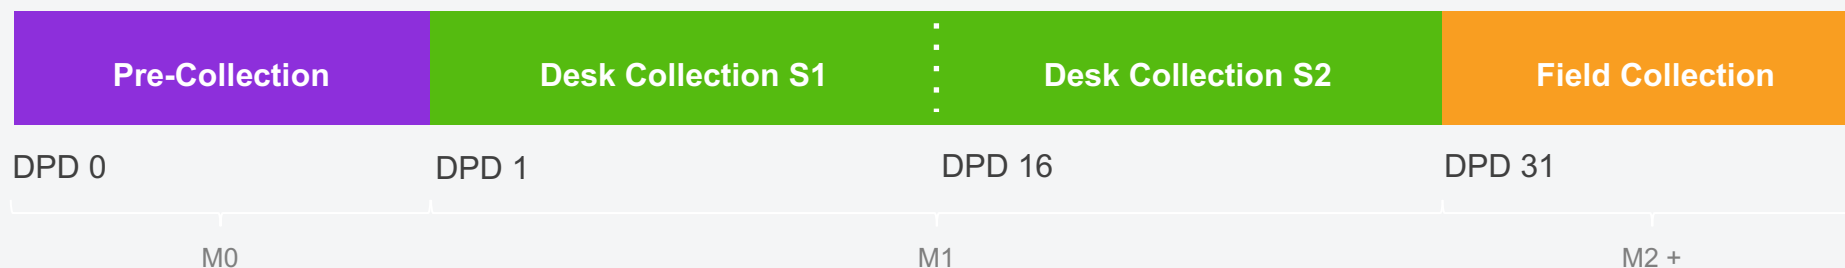 Pre-Collection Desk Collection S1 Desk Collection S2 Field Collection
DPD 0 DPD 1 DPD 16 DPD 31
M0 M1 M2 +